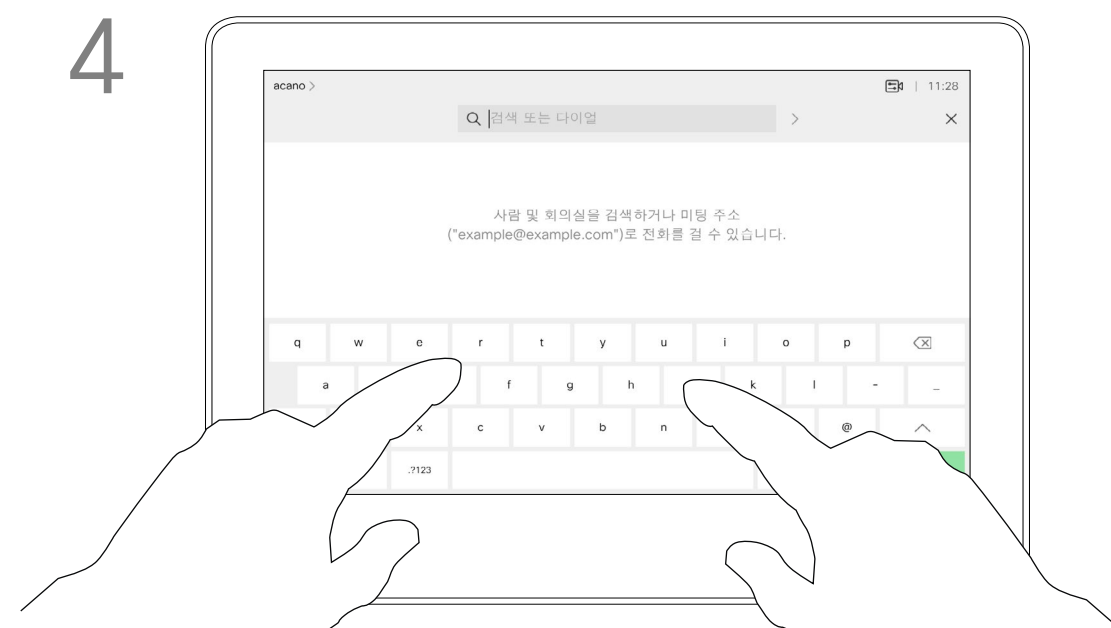 4
acano >
11:28
검색 또는 다이얼
사람 및 회의실을 검색하거나 미팅 주소
("example@example.com")로 전화를 걸 수 있습니다.
q w e r t y u i o p
a f g h k l - _
x c v b n @
.?123